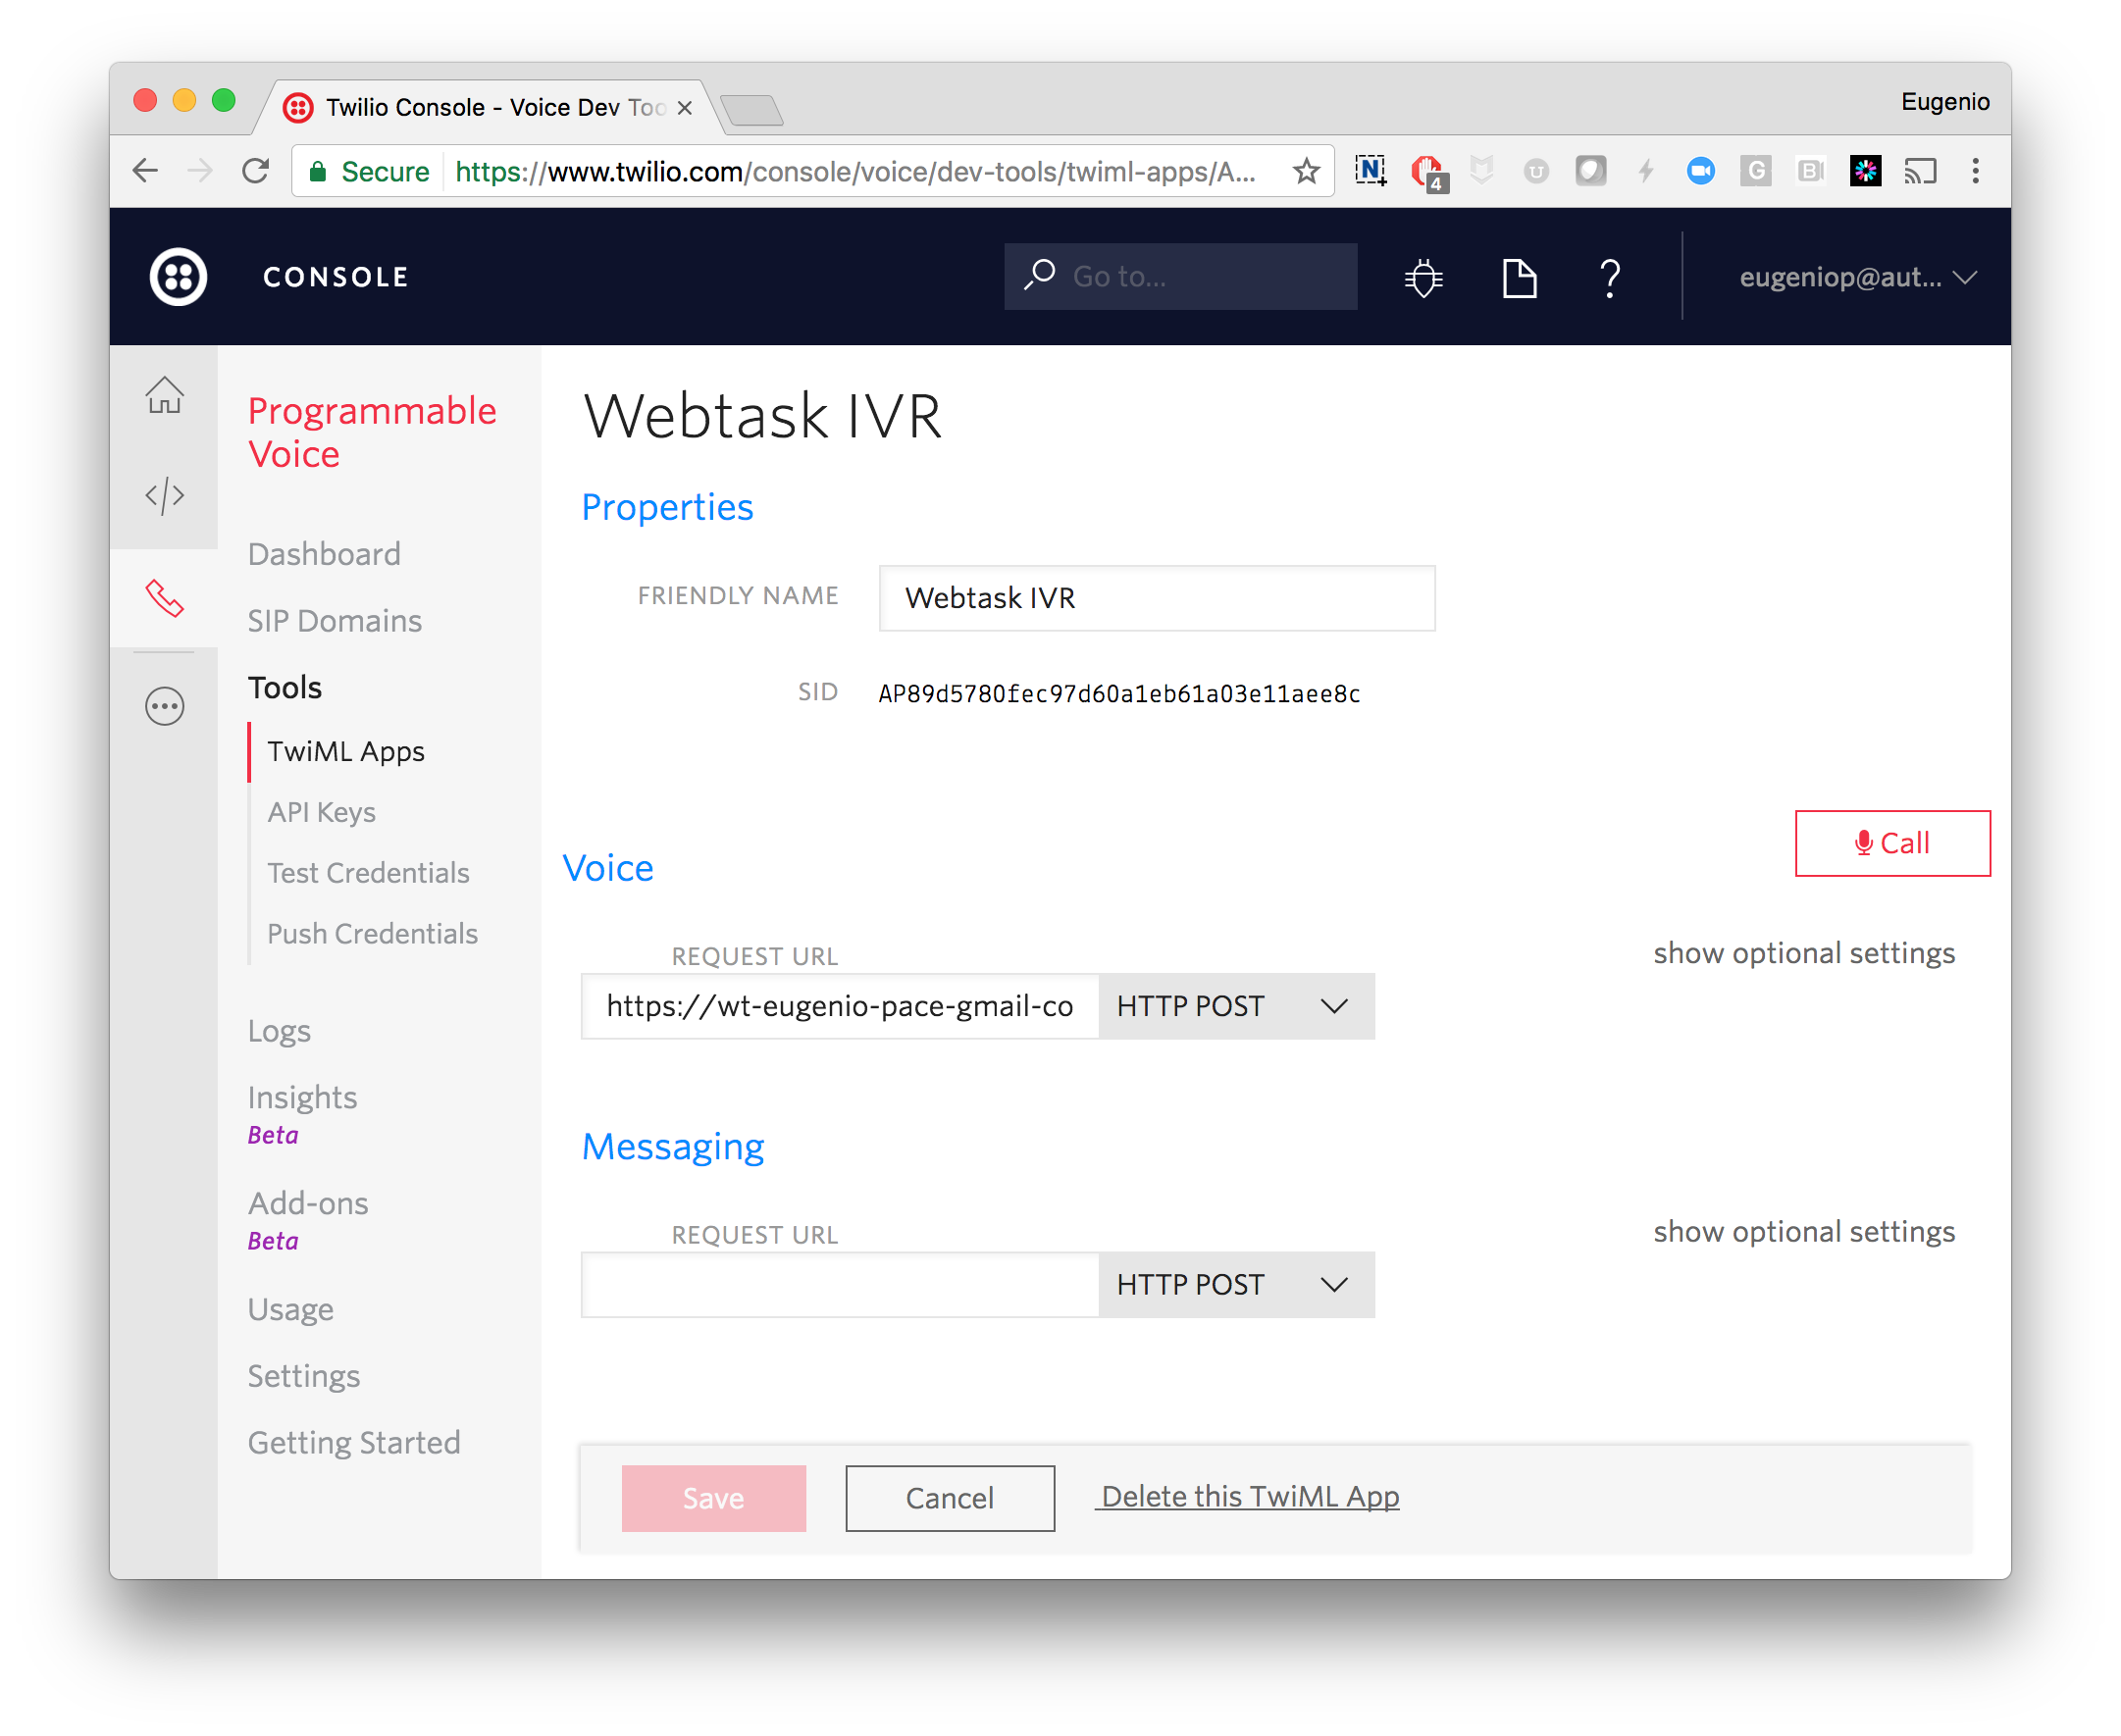 Twilio Console - Voice Dev Too
Eugenio
Secure https://www.twilio.com/console/voice/dev-tools/twiml-apps/A...
4
CONSOLE
Go to...
eugeniop@aut...
Programmable
Voice
Dashboard
SIP Domains
Tools
TwiML Apps
API Keys
Test Credentials
Push Credentials
Logs
Insights
Beta
Add-ons
Beta
Usage
Settings
Getting Started
Webtask IVR
Properties
FRIENDLY NAME Webtask IVR
SID AP89d5780fec97d60a1eb61a03e11aee8c
Call
Voice
REQUEST URL
show optional settings
https://wt-eugenio-pace-gmail-co HTTP POST
Messaging
REQUEST URL
show optional settings
HTTP POST
Save Cancel Delete this TwiML App